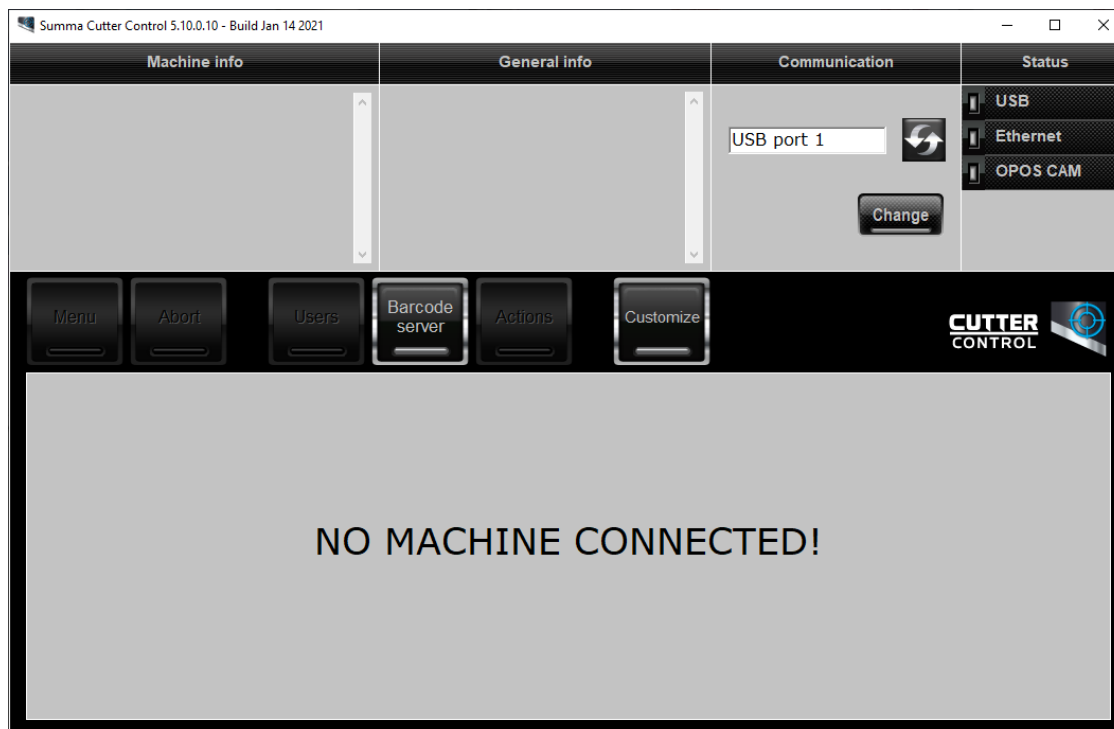 Summa Cutter Control 5.10.0.10 - Build Jan 14 2021
Machine info
General info
Communication
Status
USB port 1
Change
USB
Ethernet
OPOS CAM
Menu
Abort
Users
Barcode
server
Actions
Customize
CUTTER
CONTROL
NO MACHINE CONNECTED!